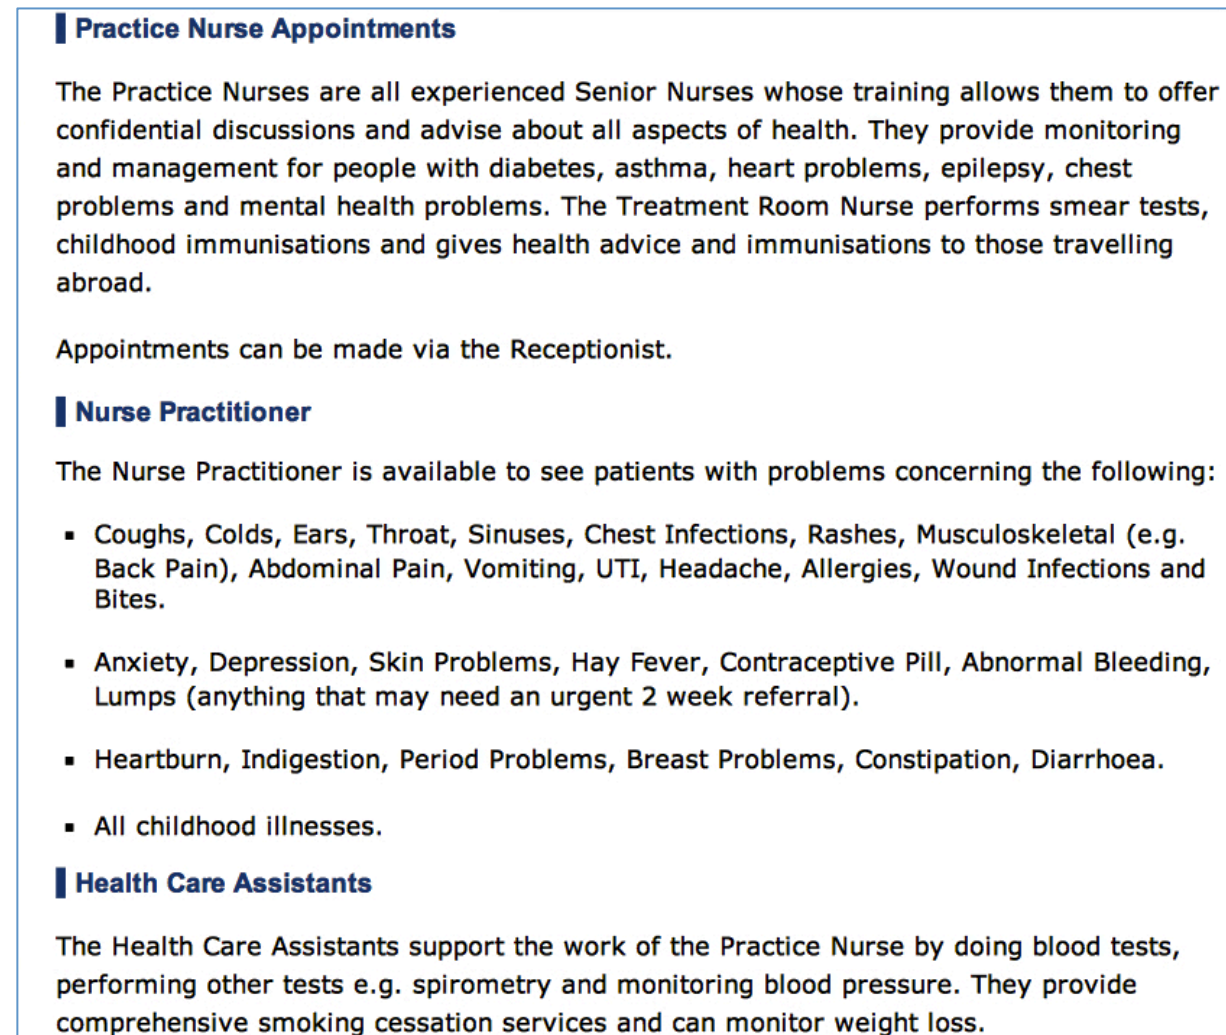 Practice Nurse Appointments
The Practice Nurses are all experienced Senior Nurses whose training allows them to offer
confidential discussions and advise about all aspects of health. They provide monitoring
and management for people with diabetes, asthma, heart problems, epilepsy, chest
problems and mental health problems. The Treatment Room Nurse performs smear tests,
childhood immunisations and gives health advice and immunisations to those travelling
abroad.
Appointments can be made via the Receptionist.
Nurse Practitioner
The Nurse Practitioner is available to see patients with problems concerning the following:
▪ Coughs, Colds, Ears, Throat, Sinuses, Chest Infections, Rashes, Musculoskeletal (e.g.
Back Pain), Abdominal Pain, Vomiting, UTI, Headache, Allergies, Wound Infections and
Bites.
▪ Anxiety, Depression, Skin Problems, Hay Fever, Contraceptive Pill, Abnormal Bleeding,
Lumps (anything that may need an urgent 2 week referral).
▪ Heartburn, Indigestion, Period Problems, Breast Problems, Constipation, Diarrhoea.
▪ All childhood illnesses.
Health Care Assistants
The Health Care Assistants support the work of the Practice Nurse by doing blood tests,
performing other tests e.g. spirometry and monitoring blood pressure. They provide
comprehensive smoking cessation services and can monitor weight loss.